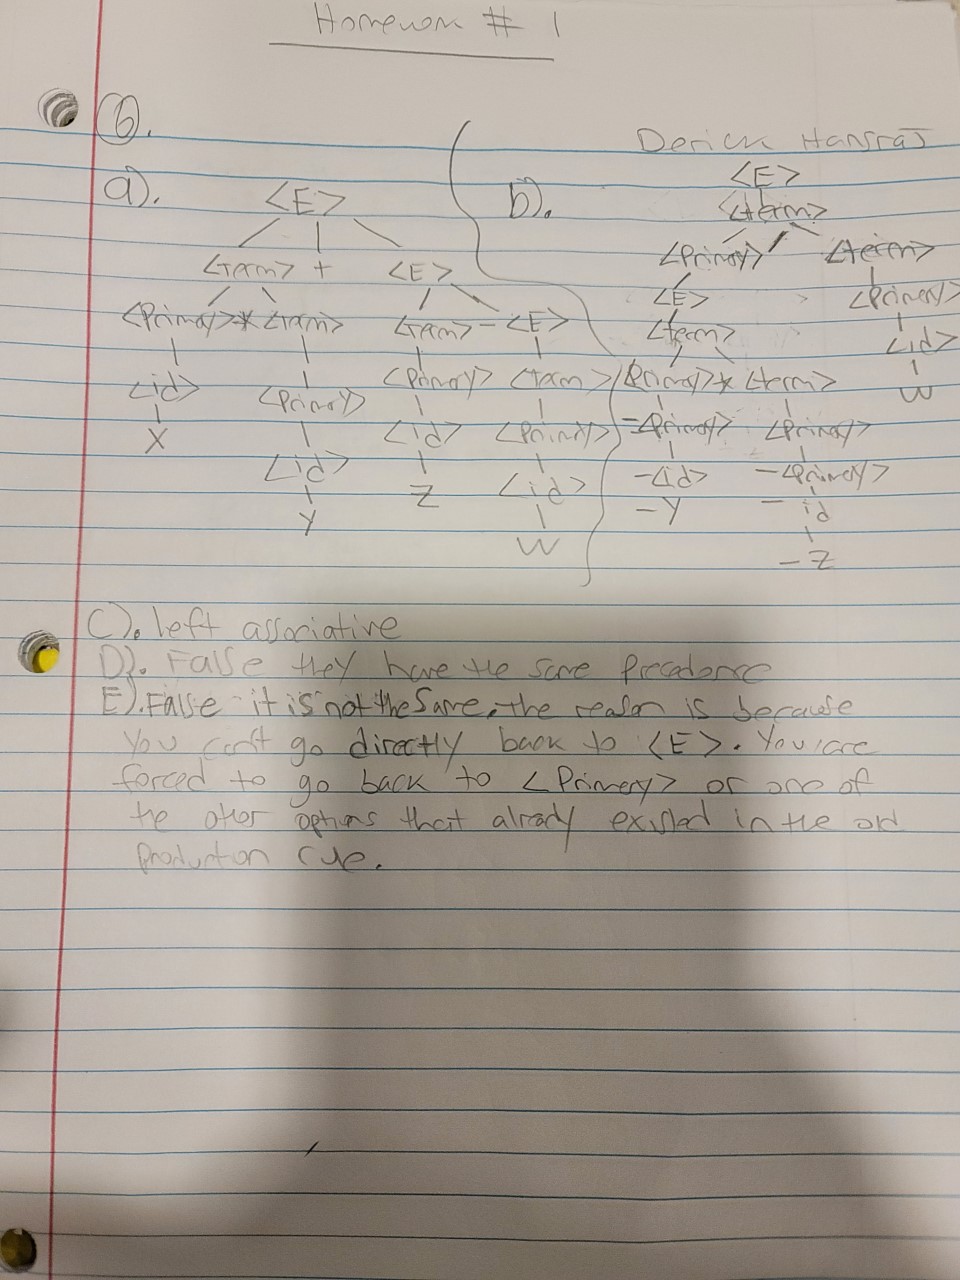 Homework # 1
6).
Derick Hansraj
a).
<E>
<term> + <E>
<Primary>*<term> <term> - <E>
<id> <Primary> <Primary> <term>
X <id> <id> <Primary>
Y Z <id>
W
b).
<E>
<term>
<Primary> / <term>
<E> <Primary>
<term> <id>
<Primary>* <term> W
-<Primary> <Primary>
-<id> -<Primary>
-Y - id
- Z
C). left associative
D). False they have the same precedence
E). False - it is not the Same, the reason is because
You can't go directly back to <E>. You are
forced to go back to <Primery> or one of
the other options that already existed in the old
Production rule.